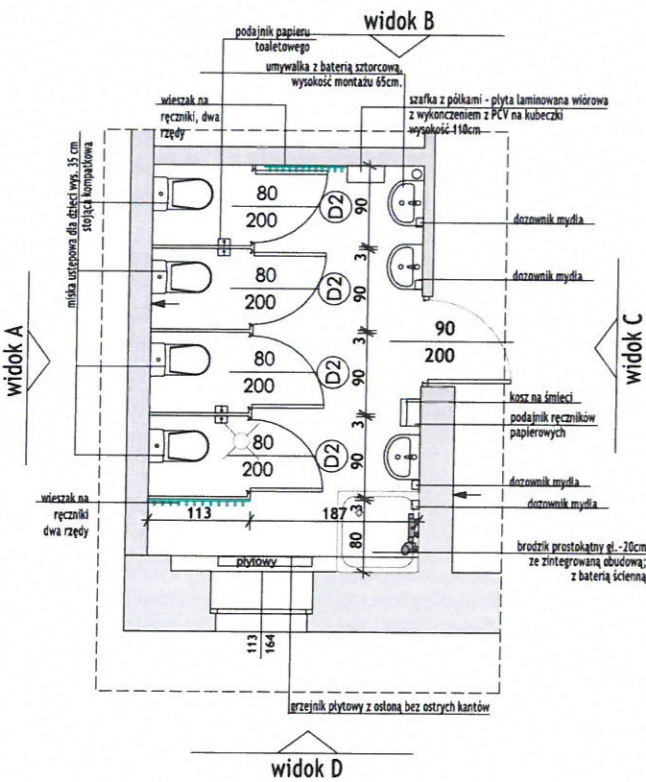 widok B
podajnik papieru
toaletowego
umywalka z baterią sztorcową,
wysokość montażu 65cm.
szafka z półkami - płyta laminowana wiórowa
z wykończeniem z PCV na kubeczki
wysokość 110cm
wieszak na
ręczniki, dwa
rzędy
miska ustępowa dla dzieci wys. 35 cm
stojąca kompaktowa
80
200
D2
90
dozownik mydła
3
80
200
D2
90
dozownik mydła
3
90
200
80
200
D2
90
3
80
200
D2
90
widok A
widok C
kosz na śmieci
podajnik ręczników
papierowych
dozownik mydła
dozownik mydła
wieszak na
ręczniki
dwa rzędy
113
187
3
80
brodzik prostokątny gł.-20cm
ze zintegrowaną obudową;
z baterią ścienną
płytowy
113
164
grzejnik płytowy z osłoną bez ostrych kantów
widok D